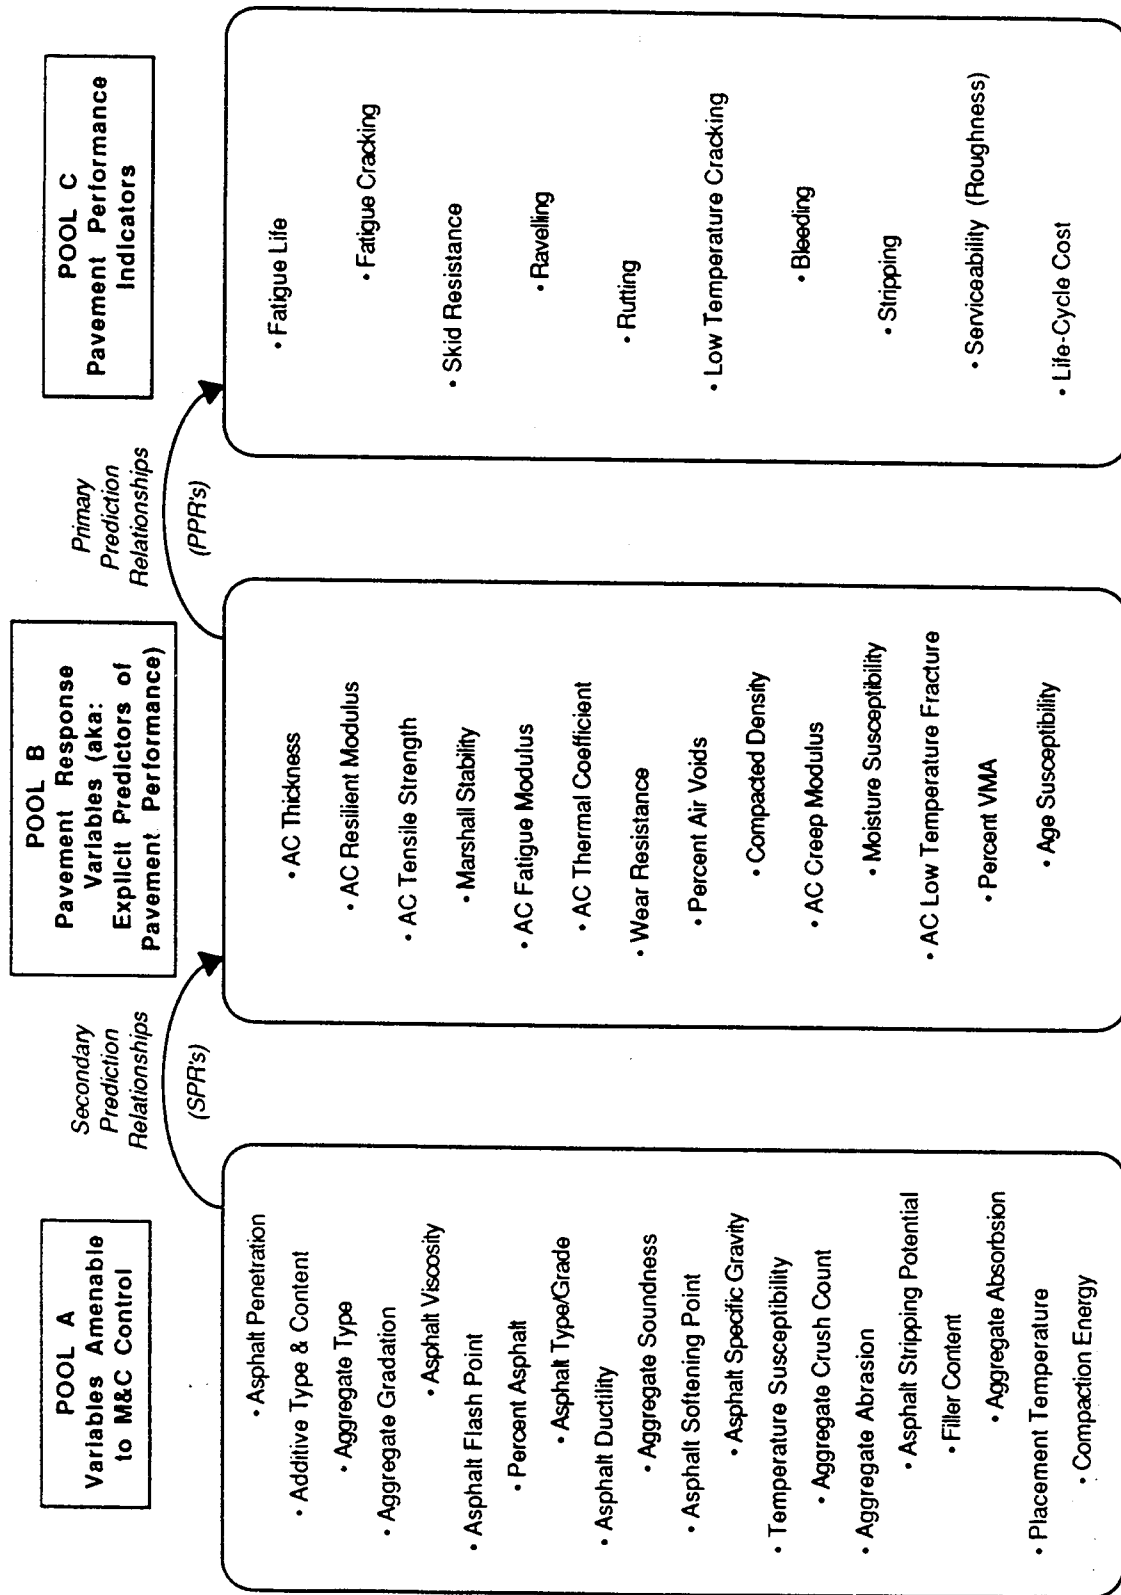 POOL A
Variables Amenable
to M&C Control
• Asphalt Penetration
• Additive Type & Content
• Aggregate Type
• Aggregate Gradation
• Asphalt Viscosity
• Asphalt Flash Point
• Percent Asphalt
• Asphalt Type/Grade
• Asphalt Ductility
• Aggregate Soundness
• Asphalt Softening Point
• Asphalt Specific Gravity
• Temperature Susceptibility
• Aggregate Crush Count
• Aggregate Abrasion
• Asphalt Stripping Potential
• Filler Content
• Aggregate Absorbsion
• Placement Temperature
• Compaction Energy
Secondary
Prediction
Relationships
(SPR's)
POOL B
Pavement Response
Variables (aka:
Explicit Predictors of
Pavement Performance)
• AC Thickness
• AC Resilient Modulus
• AC Tensile Strength
• Marshall Stability
• AC Fatigue Modulus
• AC Thermal Coefficient
• Wear Resistance
• Percent Air Voids
• Compacted Density
• AC Creep Modulus
• Moisture Susceptibility
• AC Low Temperature Fracture
• Percent VMA
• Age Susceptibility
Primary
Prediction
Relationships
(PPR's)
POOL C
Pavement Performance
Indicators
• Fatigue Life
• Fatigue Cracking
• Skid Resistance
• Ravelling
• Rutting
• Low Temperature Cracking
• Bleeding
• Stripping
• Serviceability (Roughness)
• Life-Cycle Cost